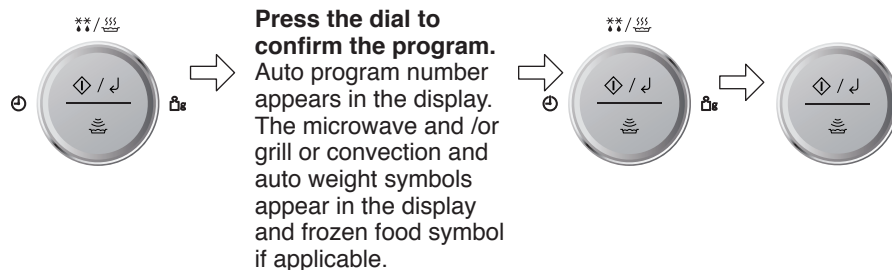 Press the dial to
confirm the program.
Auto program number
appears in the display.
The microwave and /or
grill or convection and
auto weight symbols
appear in the display
and frozen food symbol
if applicable.